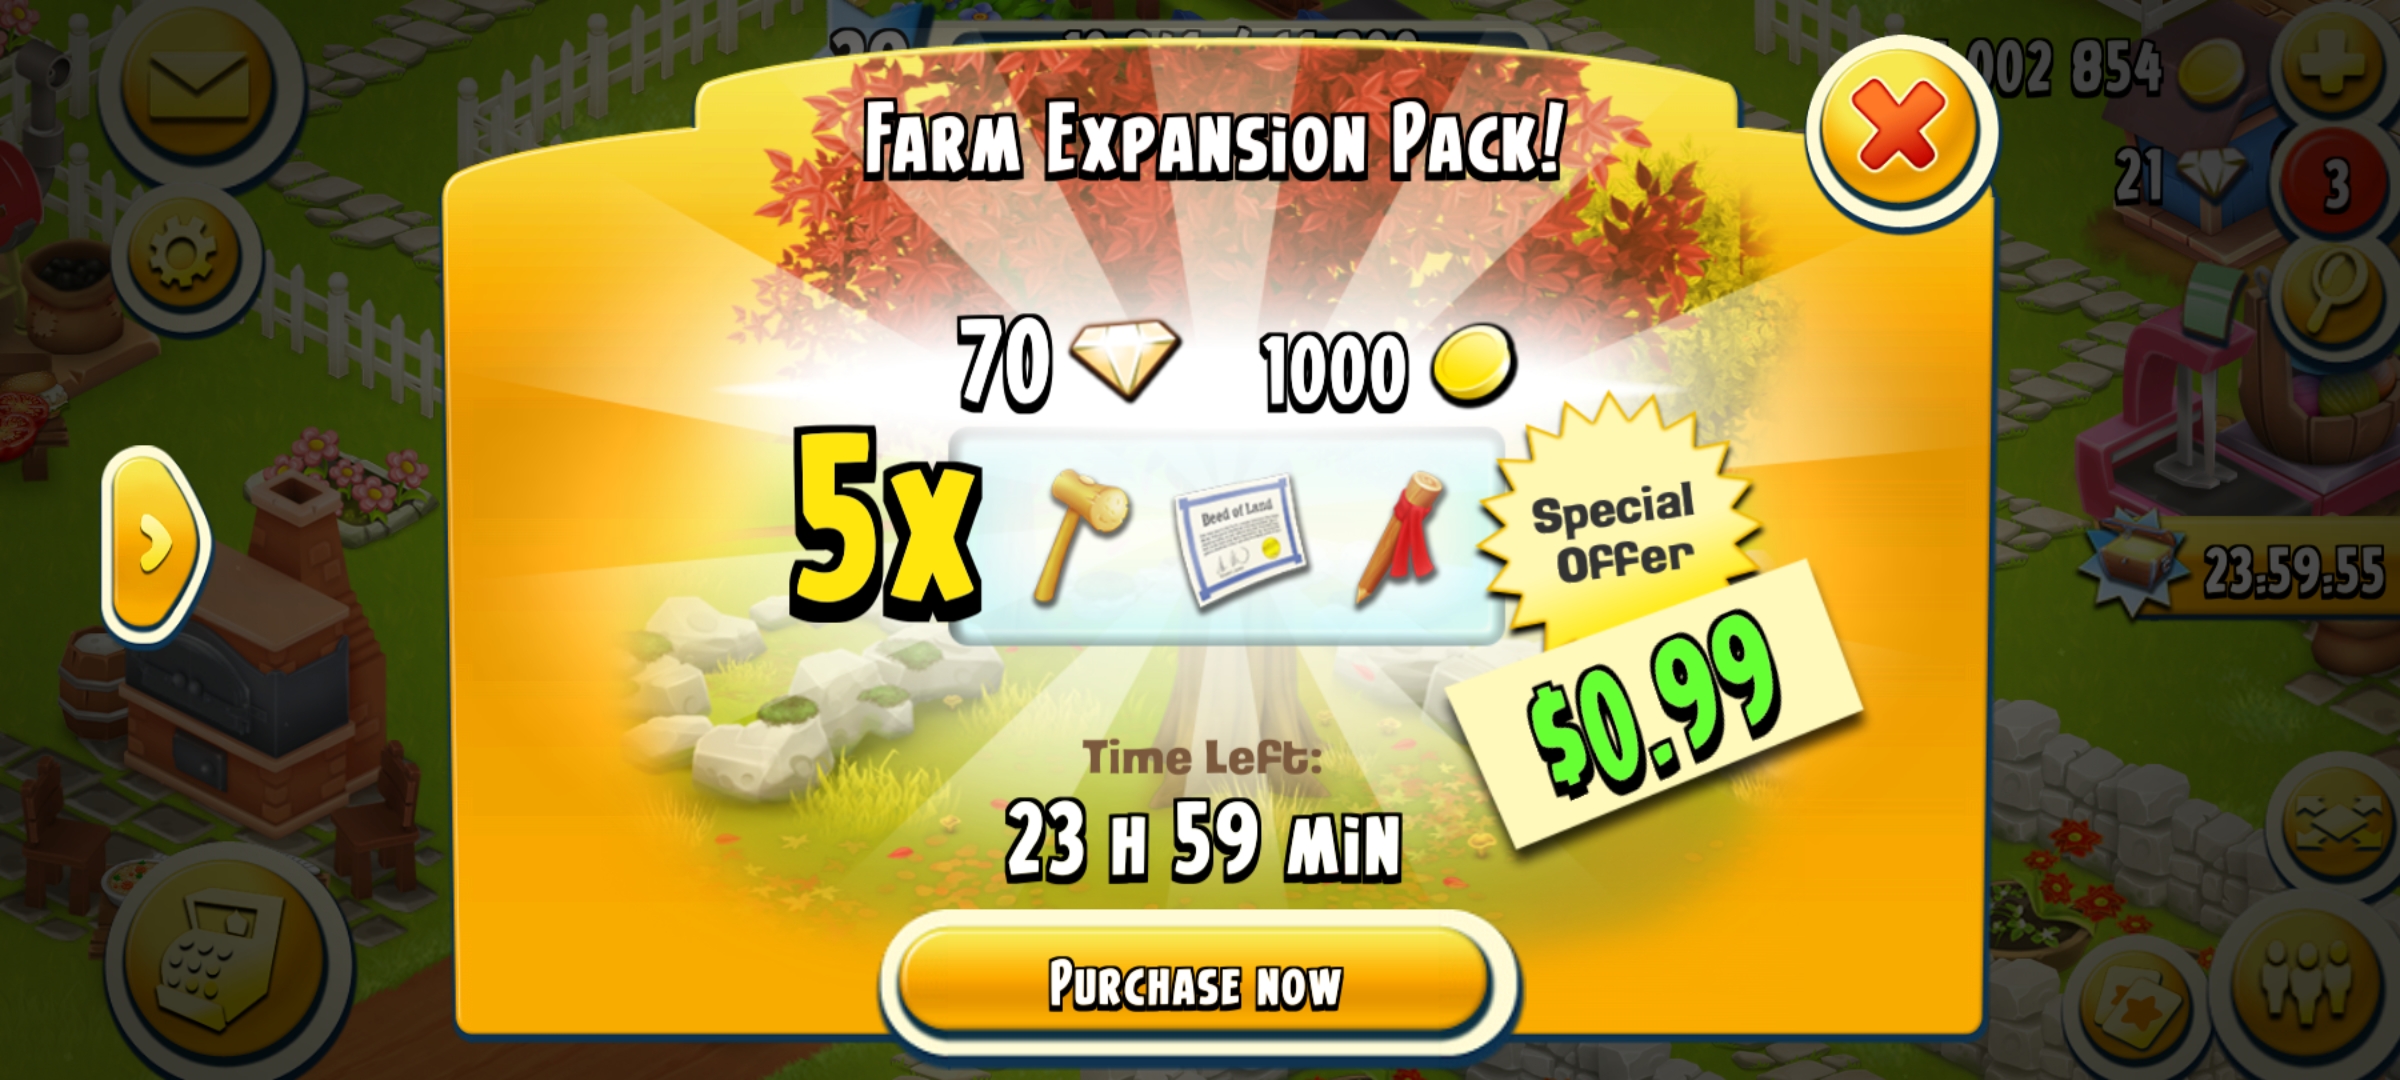 Farm Expansion Pack!
002 854
21
3
70
1000
5x
Deed of Land
Special
Offer
$0.99
23:59:55
Time Left:
23 h 59 min
Purchase now